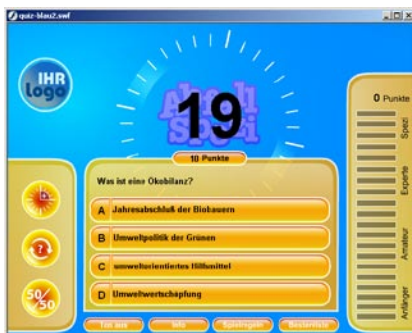 quiz-blau2.swf
IHR
Logo
19
0 Punkte
10 Punkte
Was ist eine Ökobilanz?
A Jahresabschluß der Biobauern
B Umweltpolitik der Grünen
C umweltorientiertes Hilfsmittel
D Umweltwertschöpfung
50/50
Spezi
Experte
Amateur
Anfänger
Ton aus
Info
Spielregeln
Bestenliste